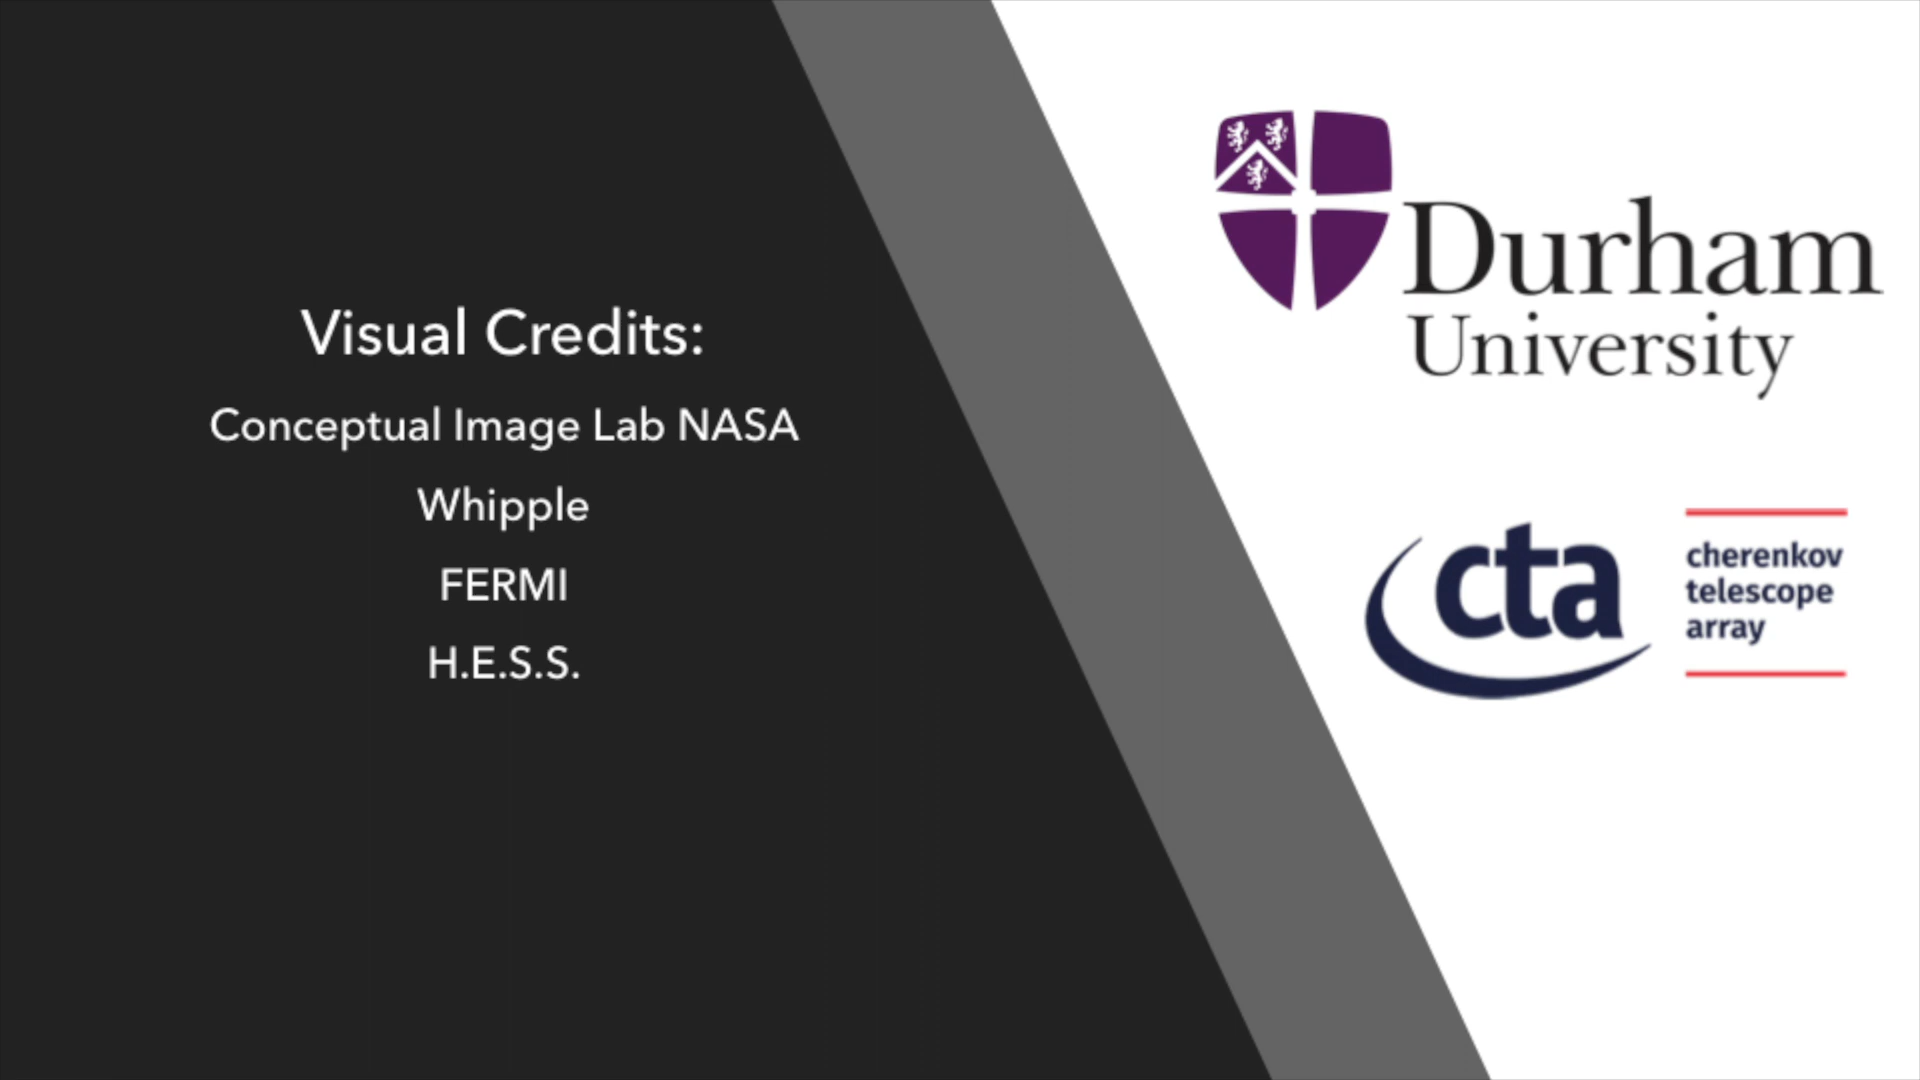 Visual Credits:
Conceptual Image Lab NASA
Whipple
FERMI
H.E.S.S.
Durham
University
cta
cherenkov
telescope
array